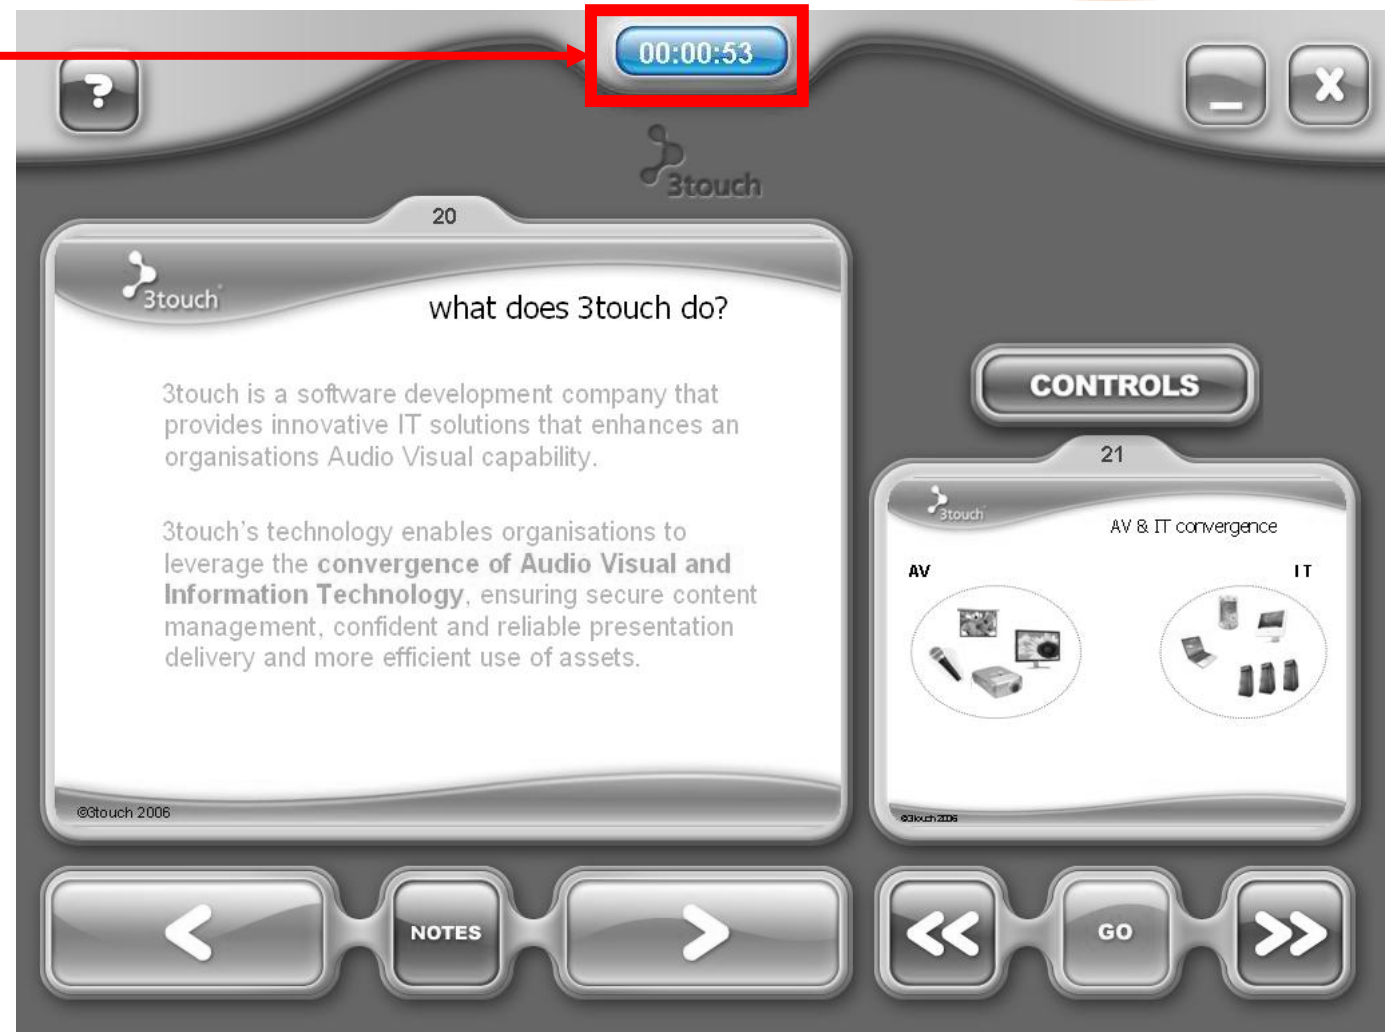 00:00:53
?
X
3touch
20
3touch
what does 3touch do?
3touch is a software development company that
provides innovative IT solutions that enhances an
organisations Audio Visual capability.
3touch's technology enables organisations to
leverage the convergence of Audio Visual and
Information Technology, ensuring secure content
management, confident and reliable presentation
delivery and more efficient use of assets.
©3touch 2006
CONTROLS
21
3touch
AV & IT convergence
AV
IT
©3touch 2006
<
NOTES
>
<<
GO
>>